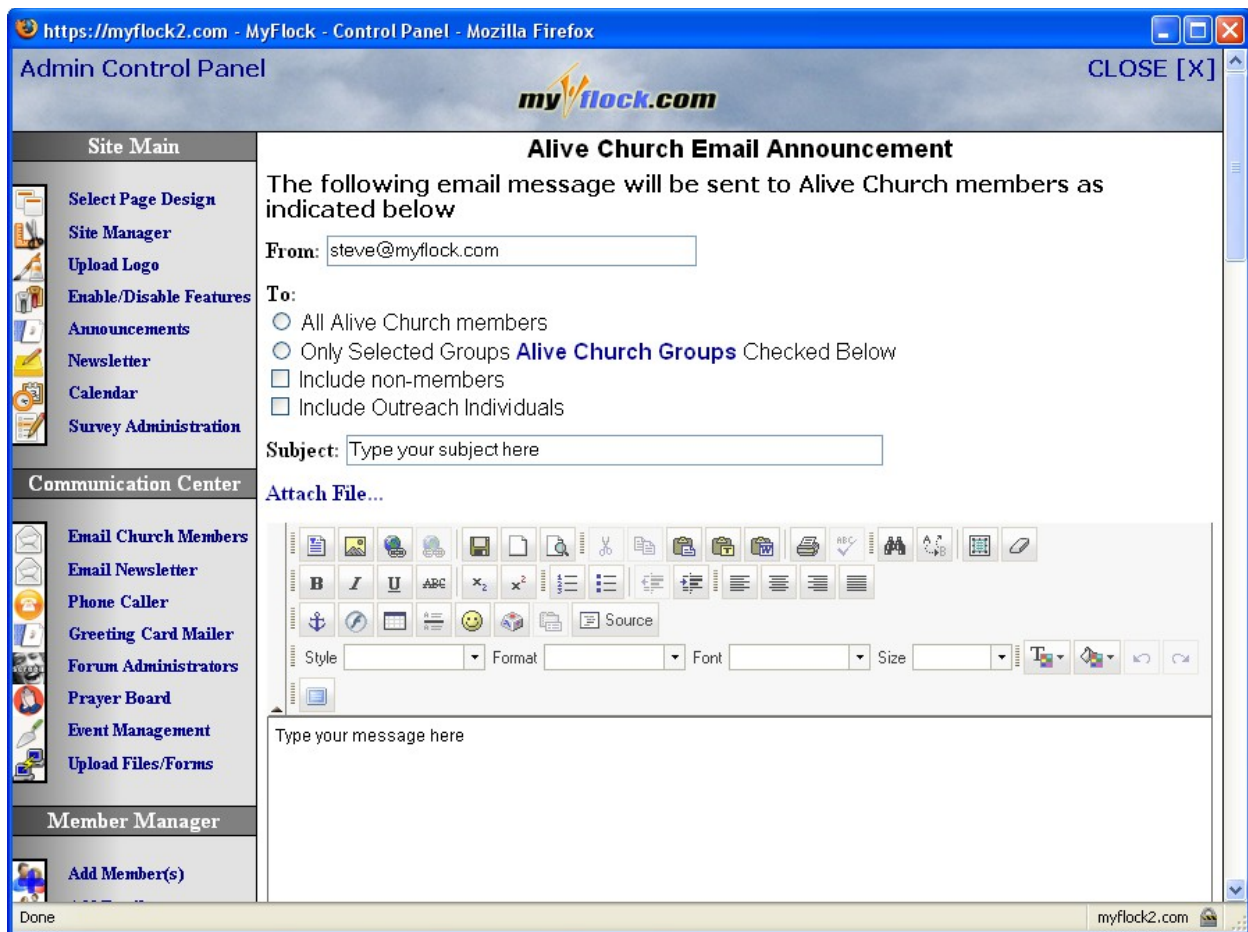 https://myflock2.com - MyFlock - Control Panel - Mozilla Firefox
Admin Control Panel
CLOSE [X]
myflock.com
Site Main
Select Page Design
Site Manager
Upload Logo
Enable/Disable Features
Announcements
Newsletter
Calendar
Survey Administration
Communication Center
Email Church Members
Email Newsletter
Phone Caller
Greeting Card Mailer
Forum Administrators
Prayer Board
Event Management
Upload Files/Forms
Member Manager
Add Member(s)
Alive Church Email Announcement
The following email message will be sent to Alive Church members as
indicated below
From: steve@myflock.com
To:
All Alive Church members
Only Selected Groups Alive Church Groups Checked Below
Include non-members
Include Outreach Individuals
Subject: Type your subject here
Attach File...
B I U ABC x2 x2
Source
Style Format Font Size
Type your message here
Done
myflock2.com